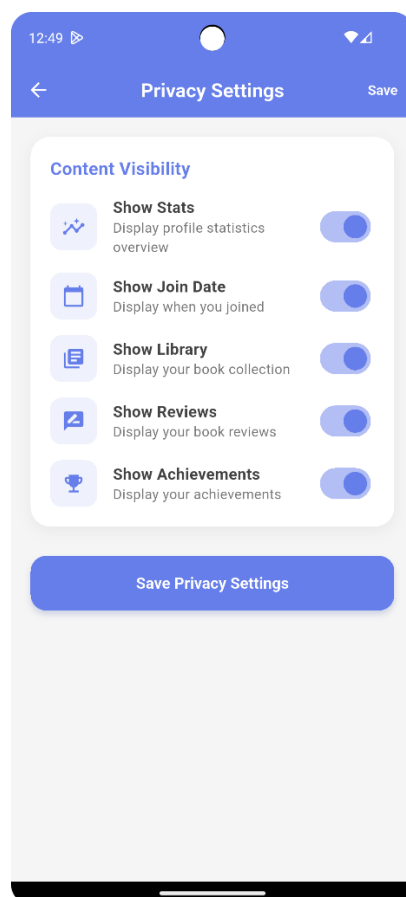 12:49
Privacy Settings
Save
Content Visibility
Show Stats
Display profile statistics
overview
Show Join Date
Display when you joined
Show Library
Display your book collection
Show Reviews
Display your book reviews
Show Achievements
Display your achievements
Save Privacy Settings